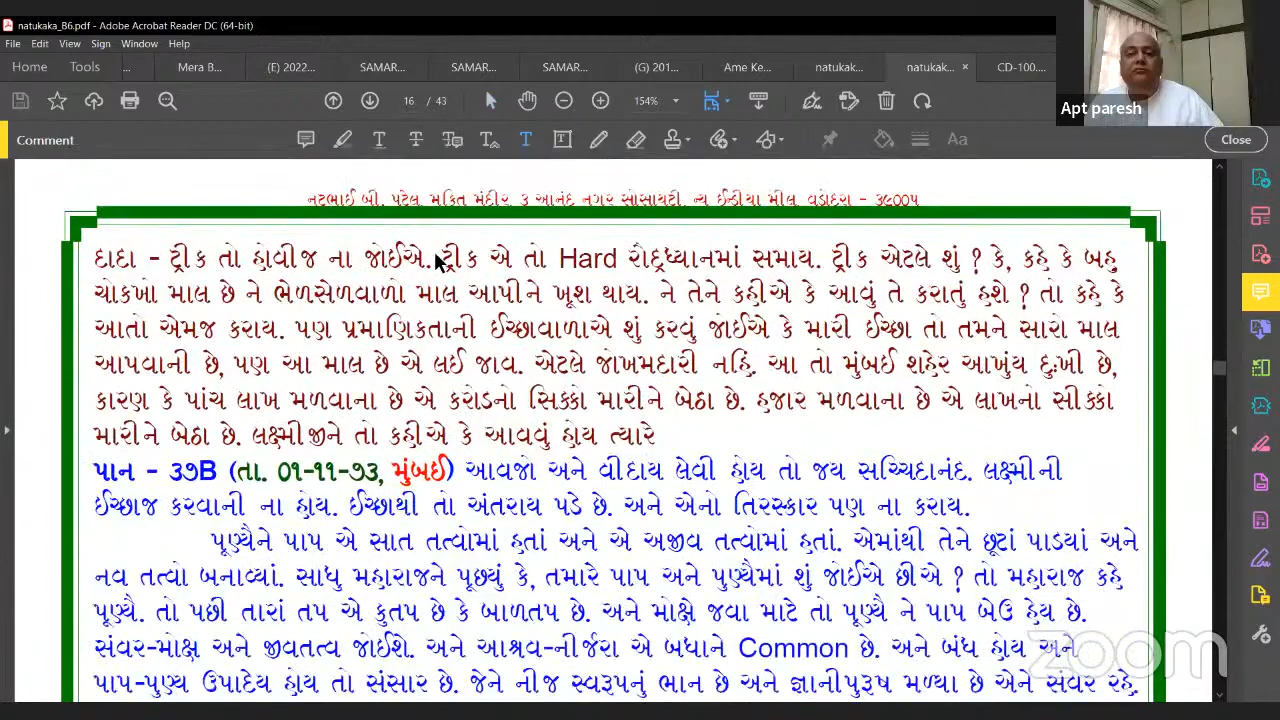 natukaka_B6.pdf - Adobe Acrobat Reader DC (64-bit)
File Edit View Sign Window Help
Home Tools ... Mera B... (E) 2022... SAMAR... SAMAR... SAMAR... (G) 201... Ame Ke... natukak... natukak... × CD-100....
16 / 43 154%
Apt paresh
Comment Close
નટુભાઈ બી. પટેલ, મુકિત મંદીર, ૩ આનંદ નગર સોસાયટી, ન્યુ ઈન્ડીયા મીલ, વડોદરા - ૩૯૦૦૫
દાદા - ટ્રીક તો હોવીજ ના જોઈએ. ટ્રીક એ તો Hard રૌદ્રધ્યાનમાં સમાય. ટ્રીક એટલે શું ? કે, કહે કે બહુ
ચોકખો માલ છે ને ભેળસેળવાળો માલ આપીને ખૂશ થાય. ને તેને કહીએ કે આવું તે કરાતું હશે ? તો કહે કે
આતો એમજ કરાય. પણ પ્રમાણિકતાની ઈચ્છાવાળાએ શું કરવું જોઈએ કે મારી ઈચ્છા તો તમને સારો માલ
આપવાની છે, પણ આ માલ છે એ લઈ જાવ. એટલે જોખમદારી નહિં. આ તો મુંબઈ શહેર આખુંય દુઃખી છે,
કારણ કે પાંચ લાખ મળવાના છે એ કરોડનો સિક્કો મારીને બેઠા છે. હજાર મળવાના છે એ લાખનો સીક્કો
મારીને બેઠા છે. લક્ષ્મીજીને તો કહીએ કે આવવું હોય ત્યારે
પાન - ૩૭B (તા. ૦૧-૧૧-૭૩, મુંબઈ) આવજો અને વીદાય લેવી હોય તો જય સચ્ચિદાનંદ. લક્ષ્મીની
ઈચ્છાજ કરવાની ના હોય. ઈચ્છાથી તો અંતરાય પડે છે. અને એનો તિરસ્કાર પણ ના કરાય.
પૂણ્યૈને પાપ એ સાત તત્વોમાં હતાં અને એ અજીવ તત્વોમાં હતાં. એમાંથી તેને છૂટાં પાડયાં અને
નવ તત્વો બનાવ્યાં. સાધુ મહારાજને પૂછયું કે, તમારે પાપ અને પુણ્યૈમાં શું જોઈએ છીએ ? તો મહારાજ કહે
પૂણ્યૈ. તો પછી તારાં તપ એ કુતપ છે કે બાળતપ છે. અને મોક્ષે જવા માટે તો પૂણ્યૈ ને પાપ બેઉ હેય છે.
સંવર-મોક્ષ અને જીવતત્વ જોઈશે. અને આશ્રવ-નીર્જરા એ બધાને Common છે. અને બંધ હોય અને
પાપ-પુણ્ય ઉપાદેય હોય તો સંસાર છે. જેને નીજ સ્વરૂપનું ભાન છે અને જ્ઞાનીપુરૂષ મળ્યા છે એને સંવર રહે.
zoom